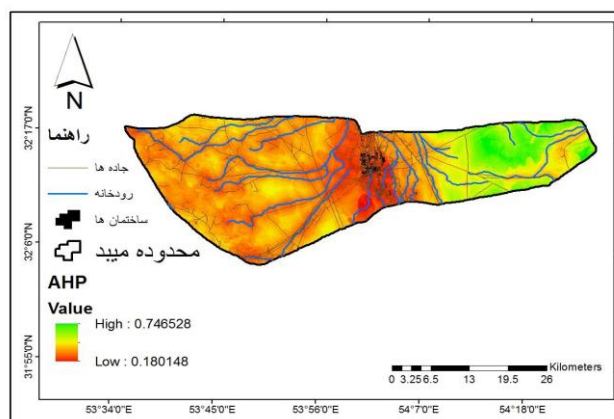 N
راهنما
جاده ها
رودخانه
ساختمان ها
محدوده میبد
AHP
Value
High : 0.746528
Low : 0.180148
32°17'0"N
32°6'0"N
31°55'0"N
Kilometers
0 3.25 6.5 13 19.5 26
53°34'0"E 53°45'0"E 53°56'0"E 54°7'0"E 54°18'0"E